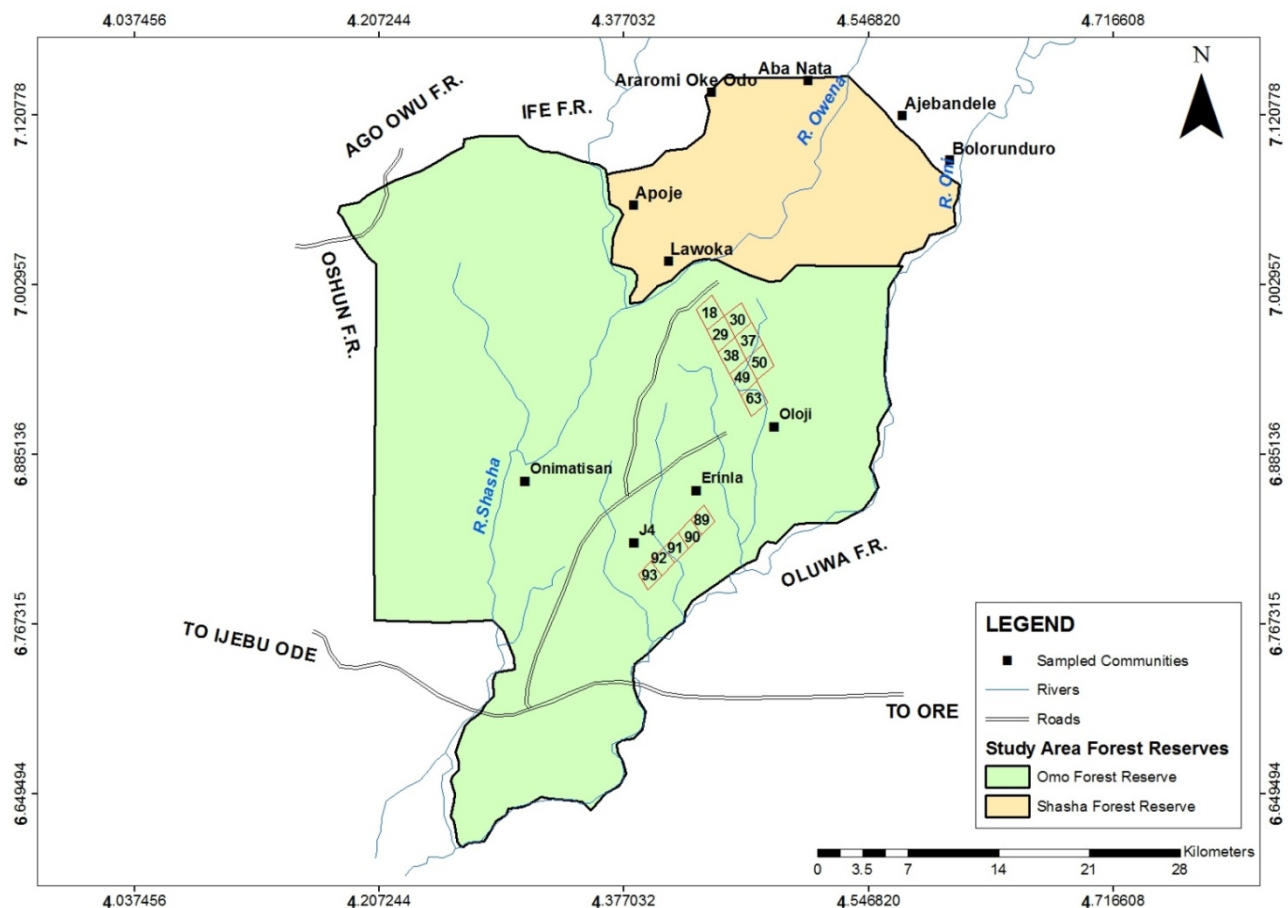 4.037456
4.207244
4.377032
4.546820
4.716608
N
Aba Nata
Araromi Oke Odo
Ajebandele
7.120778
7.120778
IFE F.R.
AGO OWU F.R.
R. Owena
Bolorunduro
R. Oni
Apoje
Lawoka
OSHUN F.R.
7.002957
7.002957
18
30
29
37
38
50
49
63
Oloji
6.885136
6.885136
Onimatisan
Erinla
R.Shasha
89
J4
90
91
92
93
OLUWA F.R.
6.767315
6.767315
TO IJEBU ODE
TO ORE
LEGEND
Sampled Communities
Rivers
Roads
Study Area Forest Reserves
Omo Forest Reserve
Shasha Forest Reserve
6.649494
6.649494
Kilometers
0 3.5 7 14 21 28
4.037456
4.207244
4.377032
4.546820
4.716608